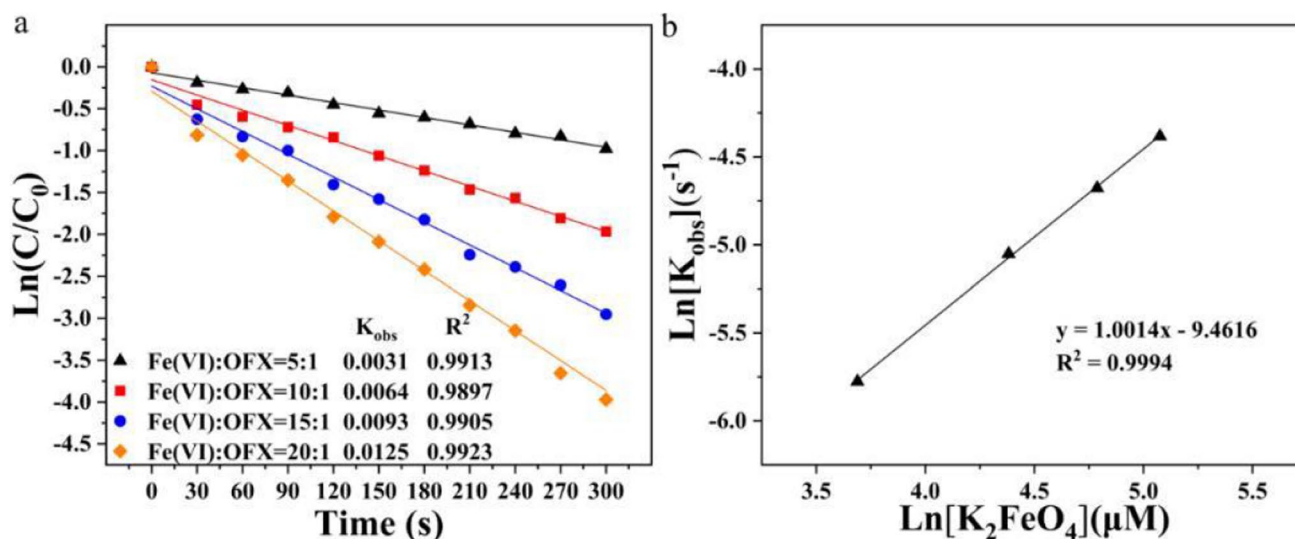 a
Ln(C/C₀)
0.0
-0.5
-1.0
-1.5
-2.0
-2.5
-3.0
-3.5
-4.0
-4.5
K_obs R²
Fe(VI):OFX=5:1 0.0031 0.9913
Fe(VI):OFX=10:1 0.0064 0.9897
Fe(VI):OFX=15:1 0.0093 0.9905
Fe(VI):OFX=20:1 0.0125 0.9923
0 30 60 90 120 150 180 210 240 270 300
Time (s)
b
Ln[K_obs](s⁻¹)
-4.0
-4.5
-5.0
-5.5
-6.0
y = 1.0014x - 9.4616
R² = 0.9994
3.5 4.0 4.5 5.0 5.5
Ln[K₂FeO₄](μM)